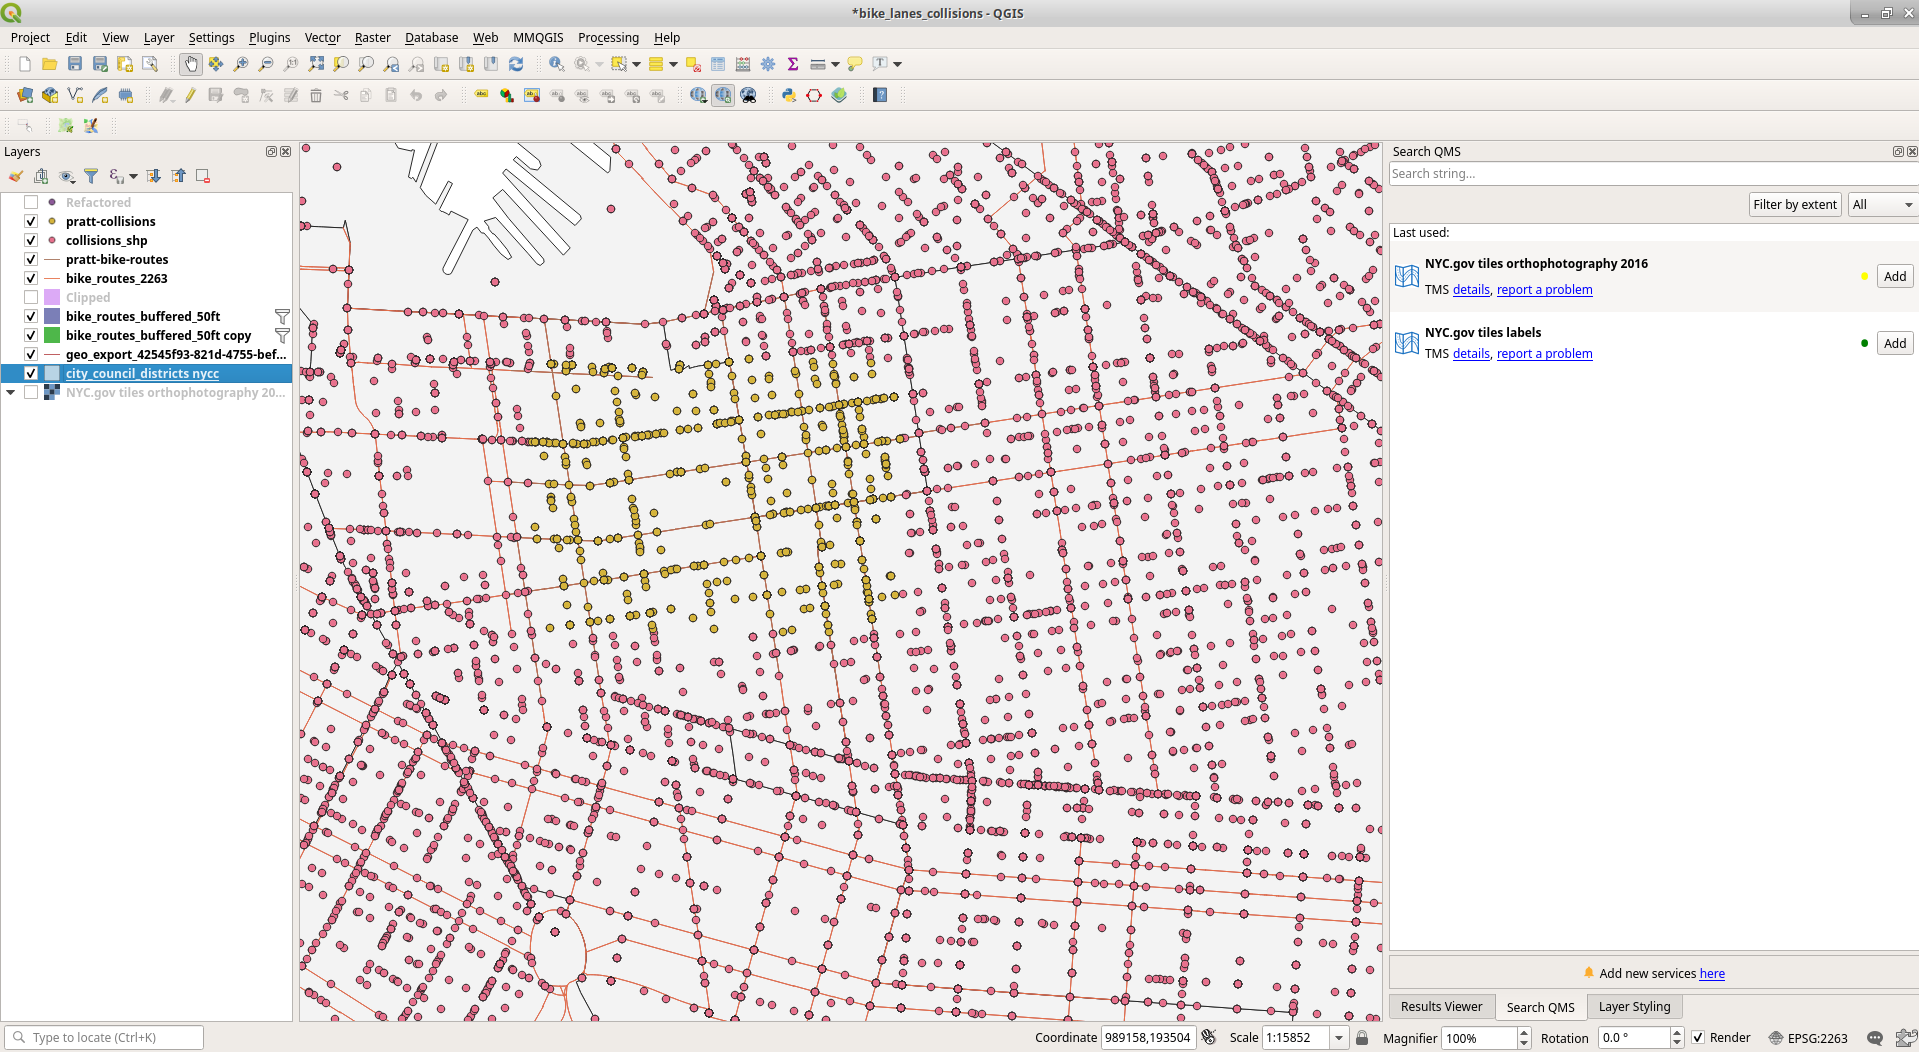 *bike_lanes_collisions - QGIS
Project Edit View Layer Settings Plugins Vector Raster Database Web MMQGIS Processing Help
Layers
Refactored
pratt-collisions
collisions_shp
pratt-bike-routes
bike_routes_2263
Clipped
bike_routes_buffered_50ft
bike_routes_buffered_50ft copy
geo_export_42545f93-821d-4755-bef...
city_council_districts nycc
NYC.gov tiles orthophotography 20...
Search QMS
Search string...
Filter by extent All
Last used:
NYC.gov tiles orthophotography 2016
TMS details, report a problem
Add
NYC.gov tiles labels
TMS details, report a problem
Add
Add new services here
Results Viewer Search QMS Layer Styling
Type to locate (Ctrl+K)
Coordinate 989158,193504 Scale 1:15852 Magnifier 100% Rotation 0.0 ° Render EPSG:2263